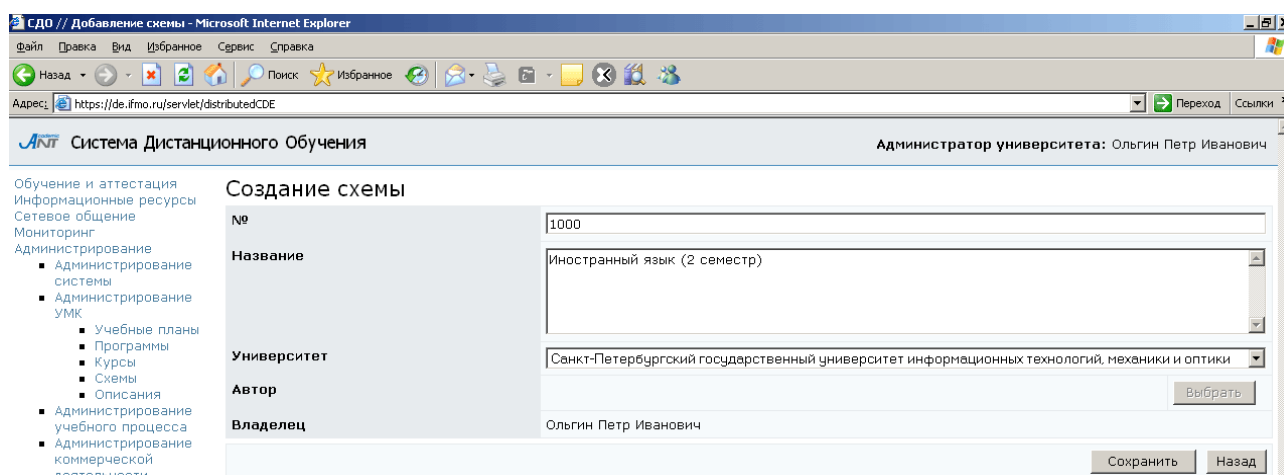 СДО // Добавление схемы - Microsoft Internet Explorer
Файл Правка Вид Избранное Сервис Справка
Назад Поиск Избранное
Адрес: https://de.ifmo.ru/servlet/distributedCDE Переход Ссылки
Academic ANT Система Дистанционного Обучения Администратор университета: Ольгин Петр Иванович
Обучение и аттестация
Информационные ресурсы
Сетевое общение
Мониторинг
Администрирование
Администрирование
системы
Администрирование
УМК
Учебные планы
Программы
Курсы
Схемы
Описания
Администрирование
учебного процесса
Администрирование
коммерческой
деятельности
Создание схемы
№ 1000
Название Иностранный язык (2 семестр)
Университет Санкт-Петербургский государственный университет информационных технологий, механики и оптики
Автор Выбрать
Владелец Ольгин Петр Иванович
Сохранить Назад